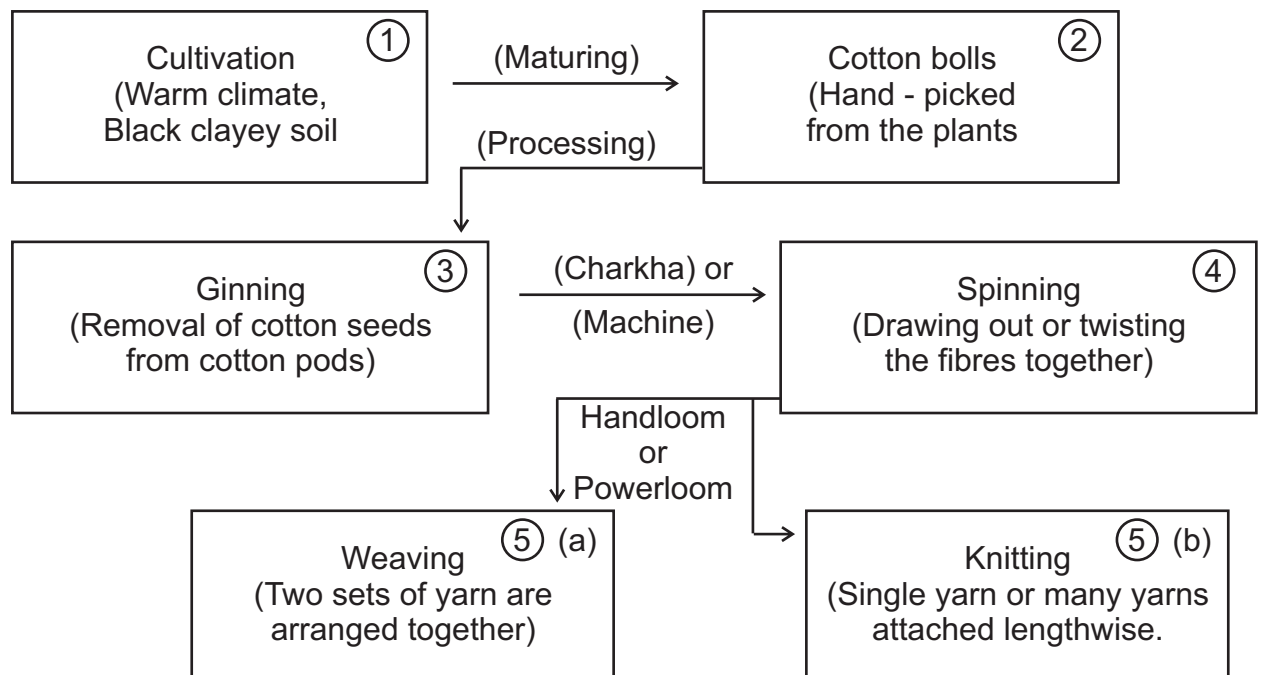 ①
Cultivation
(Warm climate,
Black clayey soil
(Maturing)
②
Cotton bolls
(Hand - picked
from the plants
(Processing)
③
Ginning
(Removal of cotton seeds
from cotton pods)
(Charkha) or
(Machine)
④
Spinning
(Drawing out or twisting
the fibres together)
Handloom
or
Powerloom
⑤ (a)
Weaving
(Two sets of yarn are
arranged together)
⑤ (b)
Knitting
(Single yarn or many yarns
attached lengthwise.